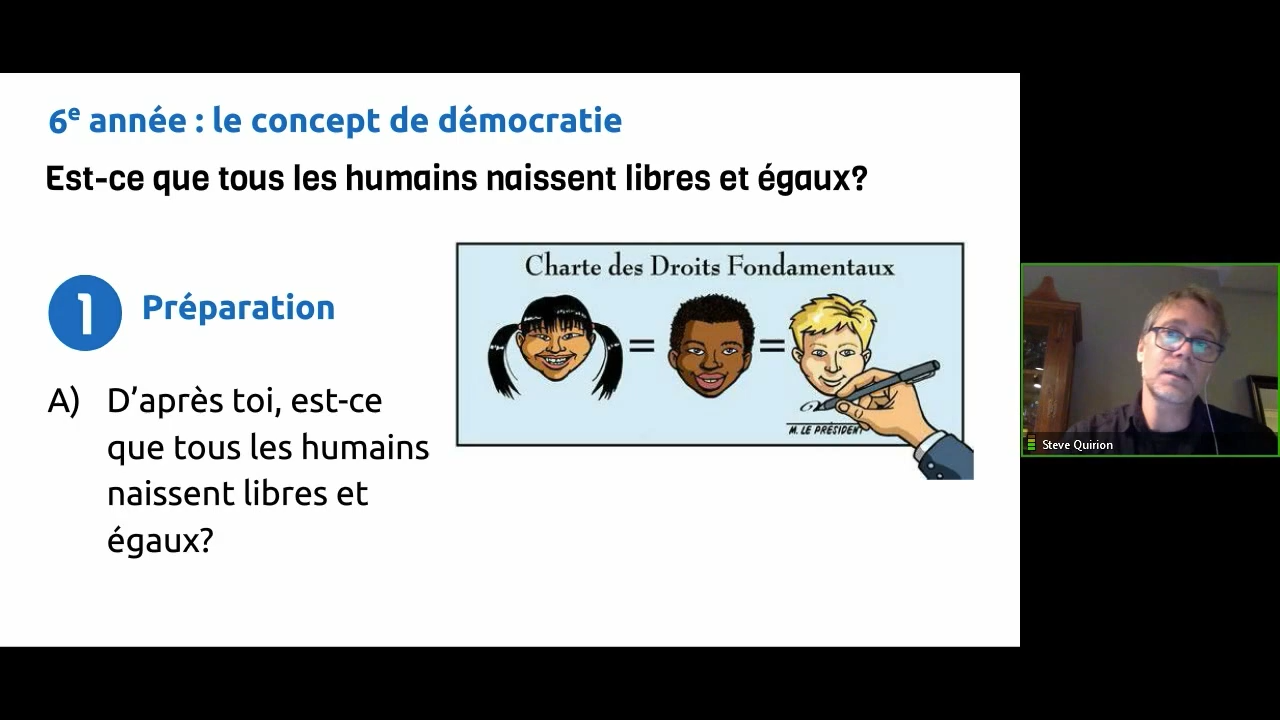 6e année : le concept de démocratie
Est-ce que tous les humains naissent libres et égaux?
1 Préparation
A) D’après toi, est-ce
que tous les humains
naissent libres et
égaux?
Charte des Droits Fondamentaux
= =
M. LE PRÉSIDENT
Steve Quirion